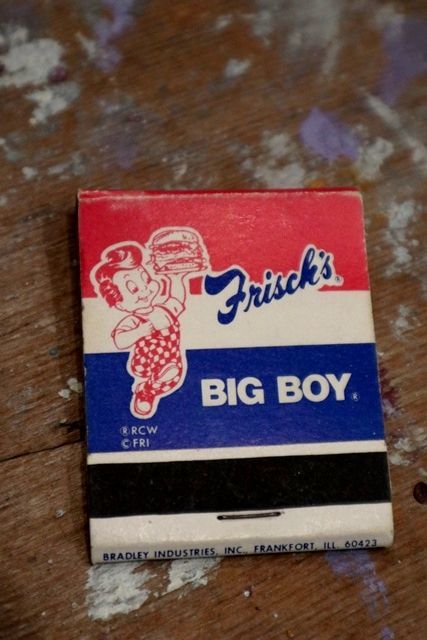 Frisch's®
BIG BOY®
® RCW
© FRI
BRADLEY INDUSTRIES, INC., FRANKFORT, ILL. 60423